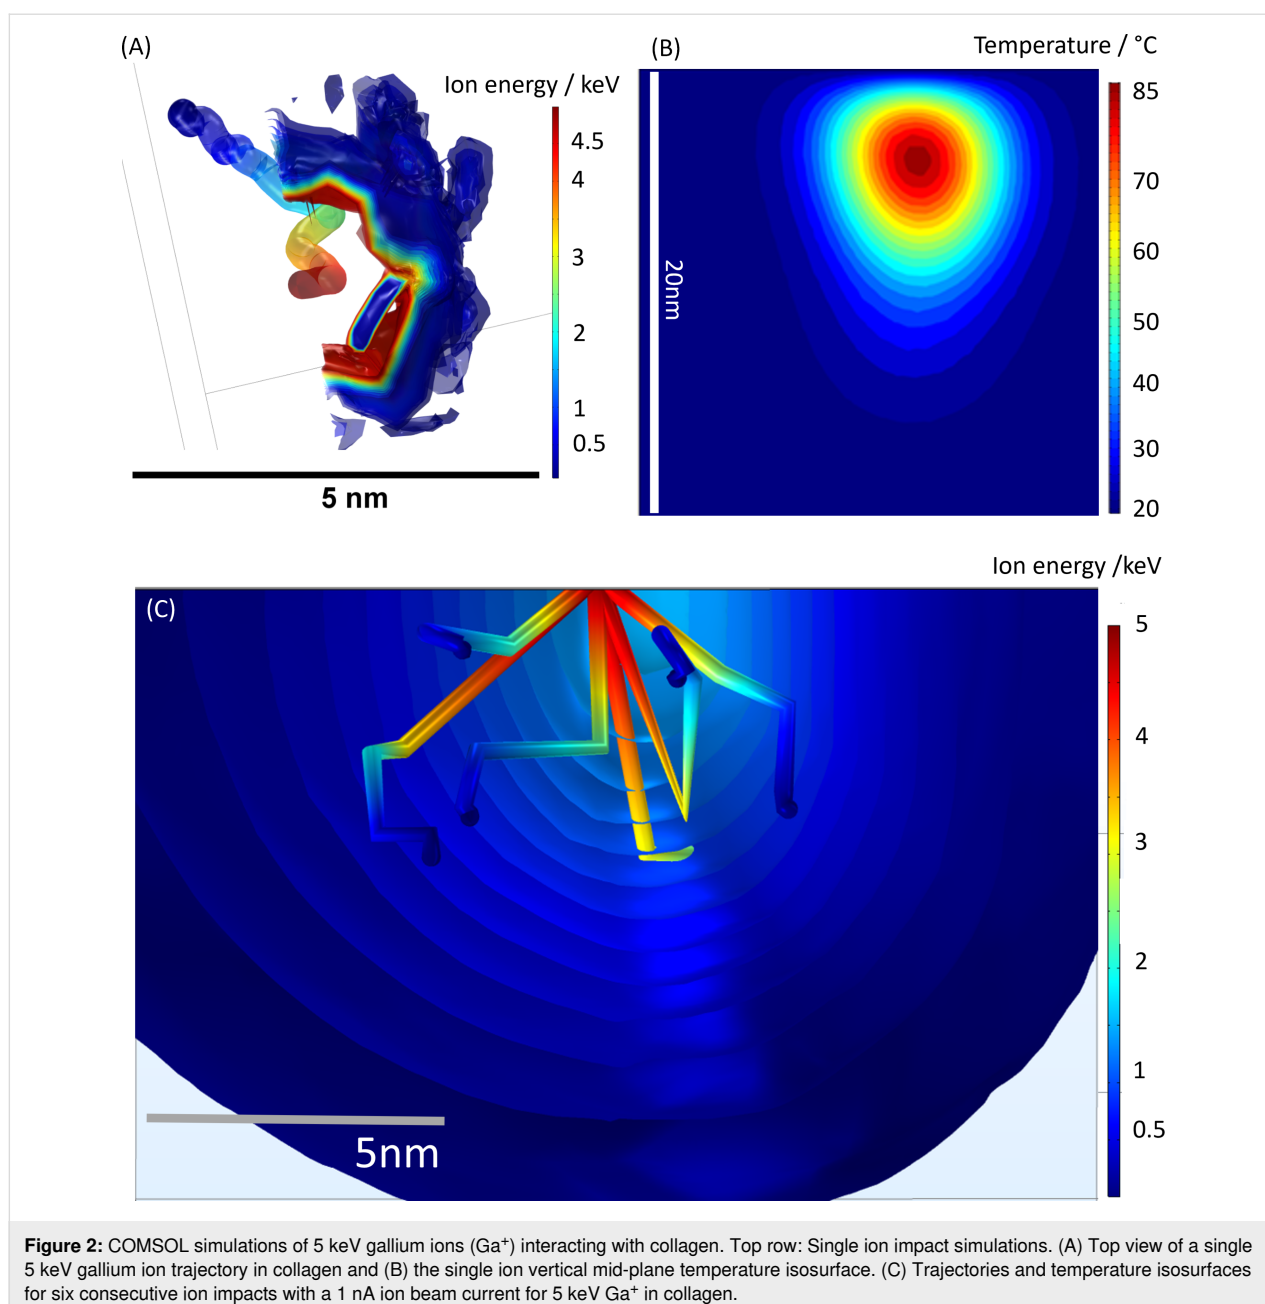 (A)
Ion energy / keV
4.5
4
3
2
1
0.5
5 nm
(B)
Temperature / °C
85
70
60
50
40
30
20
20nm
Ion energy /keV
(C)
5
4
3
2
1
0.5
5nm
Figure 2: COMSOL simulations of 5 keV gallium ions (Ga⁺) interacting with collagen. Top row: Single ion impact simulations. (A) Top view of a single
5 keV gallium ion trajectory in collagen and (B) the single ion vertical mid-plane temperature isosurface. (C) Trajectories and temperature isosurfaces
for six consecutive ion impacts with a 1 nA ion beam current for 5 keV Ga⁺ in collagen.